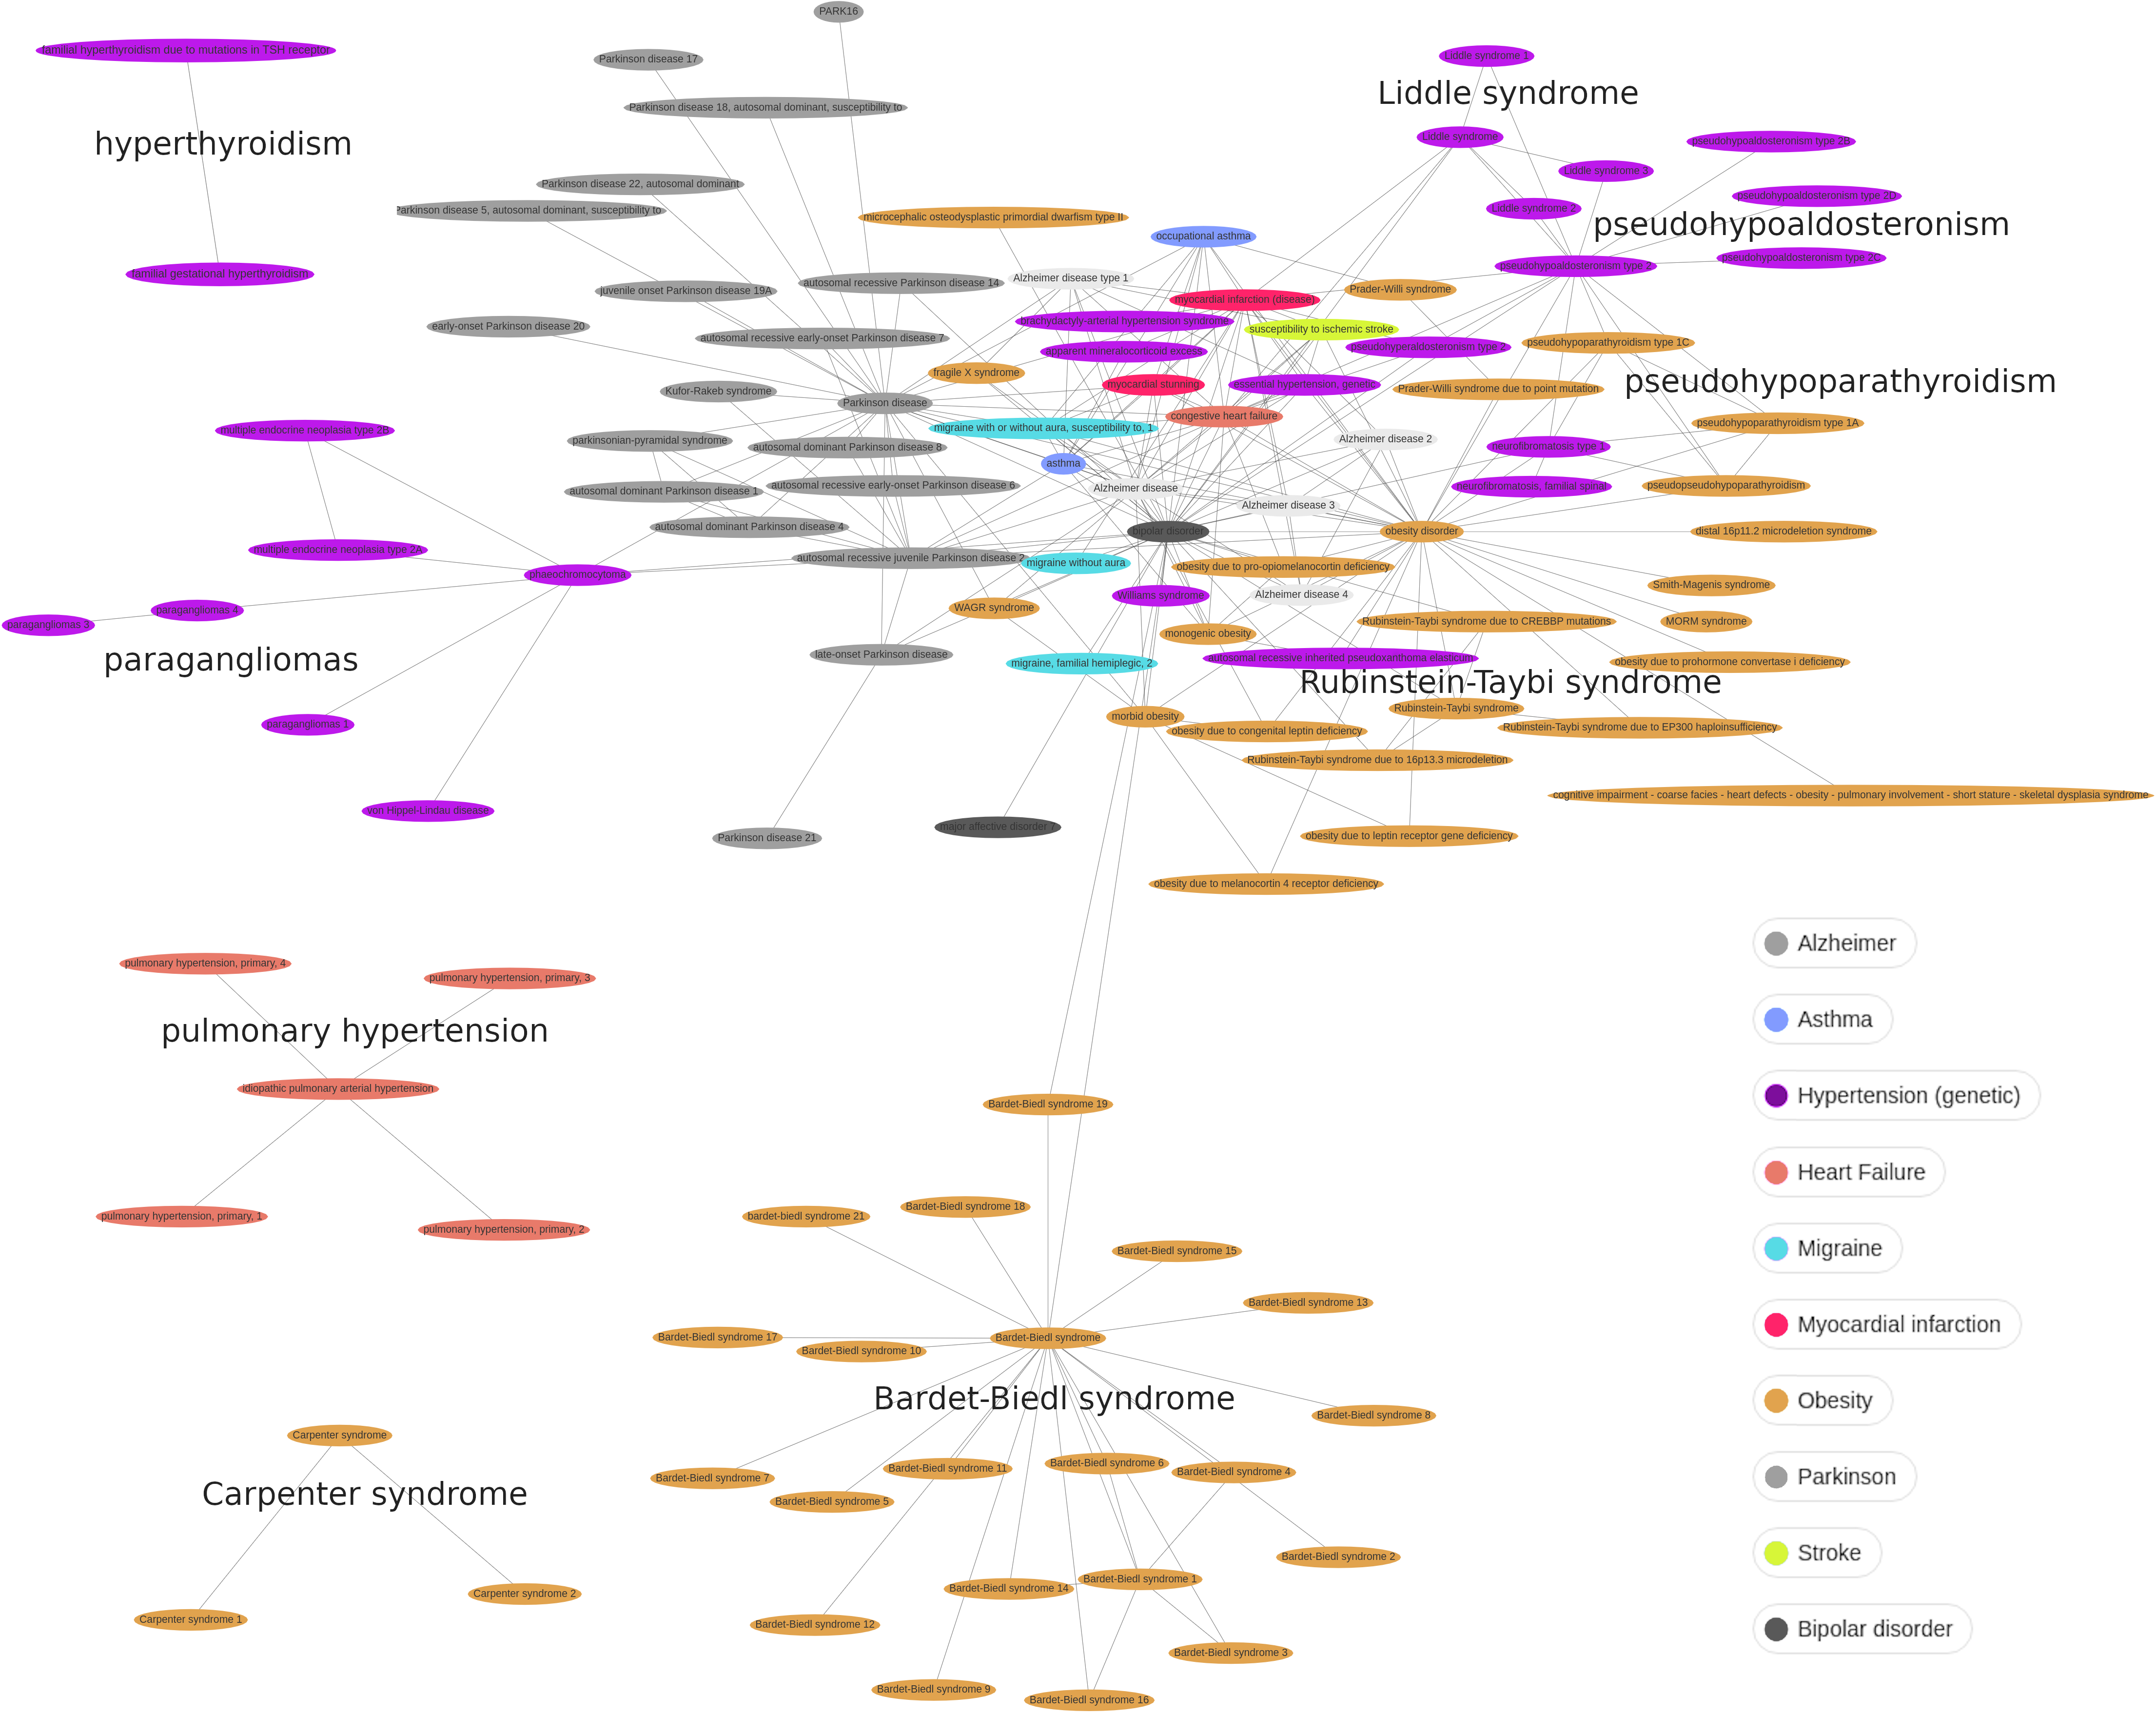 PARK16
familial hyperthyroidism due to mutations in TSH receptor
Parkinson disease 17
Liddle syndrome 1
Liddle syndrome
Parkinson disease 18, autosomal dominant, susceptibility to
hyperthyroidism
Liddle syndrome
pseudohypoaldosteronism type 2B
Liddle syndrome 3
Parkinson disease 22, autosomal dominant
pseudohypoaldosteronism type 2D
Parkinson disease 5, autosomal dominant, susceptibility to
Liddle syndrome 2
microcephalic osteodysplastic primordial dwarfism type II
pseudohypoaldosteronism
occupational asthma
pseudohypoaldosteronism type 2C
pseudohypoaldosteronism type 2
familial gestational hyperthyroidism
Alzheimer disease type 1
autosomal recessive Parkinson disease 14
juvenile onset Parkinson disease 19A
Prader-Willi syndrome
myocardial infarction (disease)
brachydactyly-arterial hypertension syndrome
early-onset Parkinson disease 20
susceptibility to ischemic stroke
autosomal recessive early-onset Parkinson disease 7
pseudohypoparathyroidism type 1C
pseudohyperaldosteronism type 2
apparent mineralocorticoid excess
fragile X syndrome
pseudohypoparathyroidism
myocardial stunning
essential hypertension, genetic
Prader-Willi syndrome due to point mutation
Kufor-Rakeb syndrome
Parkinson disease
congestive heart failure
pseudohypoparathyroidism type 1A
migraine with or without aura, susceptibility to, 1
multiple endocrine neoplasia type 2B
parkinsonian-pyramidal syndrome
Alzheimer disease 2
autosomal dominant Parkinson disease 8
neurofibromatosis type 1
asthma
autosomal recessive early-onset Parkinson disease 6
pseudopseudohypoparathyroidism
neurofibromatosis, familial spinal
Alzheimer disease
autosomal dominant Parkinson disease 1
Alzheimer disease 3
autosomal dominant Parkinson disease 4
bipolar disorder
obesity disorder
distal 16p11.2 microdeletion syndrome
multiple endocrine neoplasia type 2A
autosomal recessive juvenile Parkinson disease 2
migraine without aura
obesity due to pro-opiomelanocortin deficiency
phaeochromocytoma
Smith-Magenis syndrome
Williams syndrome
Alzheimer disease 4
WAGR syndrome
paragangliomas 4
paragangliomas 3
Rubinstein-Taybi syndrome due to CREBBP mutations
MORM syndrome
monogenic obesity
late-onset Parkinson disease
paragangliomas
migraine, familial hemiplegic, 2
autosomal recessive inherited pseudoxanthoma elasticum
obesity due to prohormone convertase i deficiency
Rubinstein-Taybi syndrome
Rubinstein-Taybi syndrome
morbid obesity
paragangliomas 1
Rubinstein-Taybi syndrome due to EP300 haploinsufficiency
obesity due to congenital leptin deficiency
Rubinstein-Taybi syndrome due to 16p13.3 microdeletion
cognitive impairment - coarse facies - heart defects - obesity - pulmonary involvement - short stature - skeletal dysplasia syndrome
von Hippel-Lindau disease
major affective disorder 7
Parkinson disease 21
obesity due to leptin receptor gene deficiency
obesity due to melanocortin 4 receptor deficiency
pulmonary hypertension, primary, 4
pulmonary hypertension, primary, 3
pulmonary hypertension
idiopathic pulmonary arterial hypertension
pulmonary hypertension, primary, 1
pulmonary hypertension, primary, 2
Bardet-Biedl syndrome 19
Bardet-Biedl syndrome 18
bardet-biedl syndrome 21
Bardet-Biedl syndrome 15
Bardet-Biedl syndrome 13
Bardet-Biedl syndrome 17
Bardet-Biedl syndrome
Bardet-Biedl syndrome 10
Bardet-Biedl syndrome
Bardet-Biedl syndrome 8
Carpenter syndrome
Bardet-Biedl syndrome 6
Bardet-Biedl syndrome 11
Bardet-Biedl syndrome 4
Bardet-Biedl syndrome 7
Carpenter syndrome
Bardet-Biedl syndrome 5
Bardet-Biedl syndrome 2
Bardet-Biedl syndrome 1
Bardet-Biedl syndrome 14
Carpenter syndrome 2
Carpenter syndrome 1
Bardet-Biedl syndrome 12
Bardet-Biedl syndrome 3
Bardet-Biedl syndrome 9
Bardet-Biedl syndrome 16
Alzheimer
Asthma
Hypertension (genetic)
Heart Failure
Migraine
Myocardial infarction
Obesity
Parkinson
Stroke
Bipolar disorder